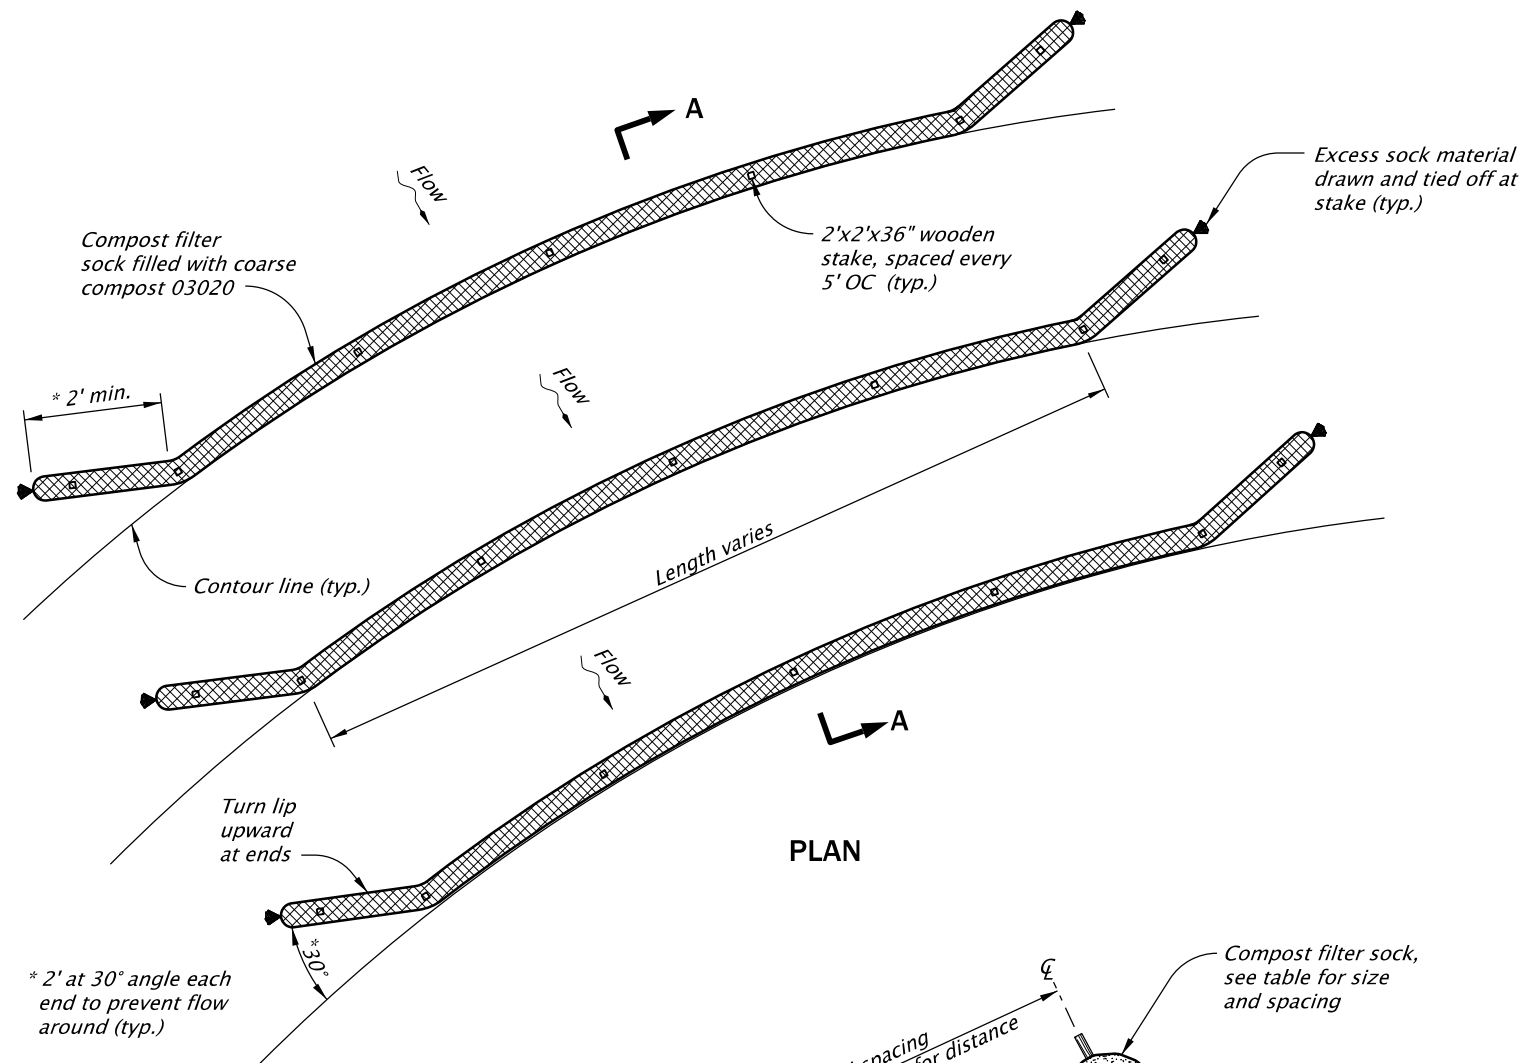 A
Flow
Excess sock material
drawn and tied off at
stake (typ.)
Compost filter
sock filled with coarse
compost 03020
2'x2'x36" wooden
stake, spaced every
5' OC (typ.)
* 2' min.
Flow
Length varies
Contour line (typ.)
Flow
A
Turn lip
upward
at ends
PLAN
*30°
* 2' at 30° angle each
end to prevent flow
around (typ.)
Compost filter sock,
see table for size
and spacing
℄
spacing
for distance